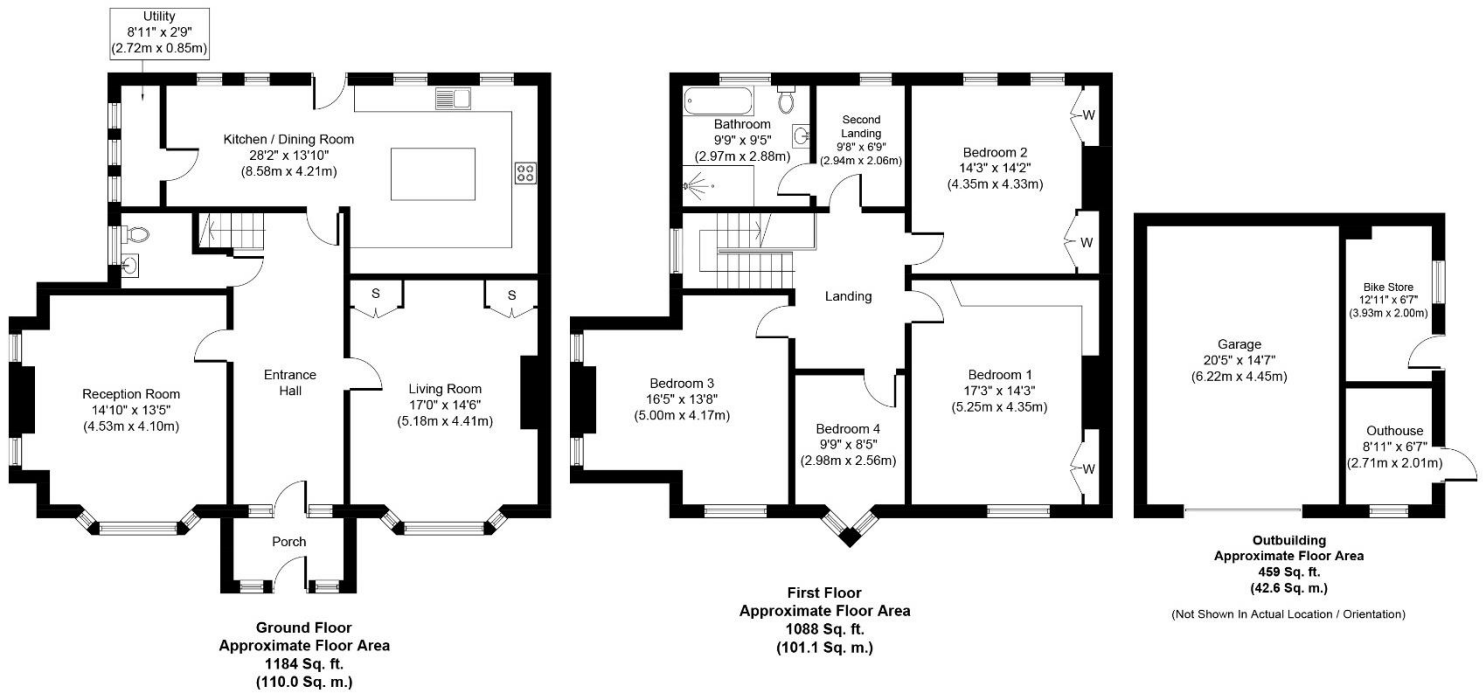 Utility
8'11" x 2'9"
(2.72m x 0.85m)
Kitchen / Dining Room
28'2" x 13'10"
(8.58m x 4.21m)
S
S
Reception Room
14'10" x 13'5"
(4.53m x 4.10m)
Entrance
Hall
Living Room
17'0" x 14'6"
(5.18m x 4.41m)
Porch
Ground Floor
Approximate Floor Area
1184 Sq. ft.
(110.0 Sq. m.)
Bathroom
9'9" x 9'5"
(2.97m x 2.88m)
Second
Landing
9'8" x 6'9"
(2.94m x 2.06m)
Bedroom 2
14'3" x 14'2"
(4.35m x 4.33m)
W
W
Landing
Bedroom 3
16'5" x 13'8"
(5.00m x 4.17m)
Bedroom 4
9'9" x 8'5"
(2.98m x 2.56m)
Bedroom 1
17'3" x 14'3"
(5.25m x 4.35m)
W
First Floor
Approximate Floor Area
1088 Sq. ft.
(101.1 Sq. m.)
Garage
20'5" x 14'7"
(6.22m x 4.45m)
Bike Store
12'11" x 6'7"
(3.93m x 2.00m)
Outhouse
8'11" x 6'7"
(2.71m x 2.01m)
Outbuilding
Approximate Floor Area
459 Sq. ft.
(42.6 Sq. m.)
(Not Shown In Actual Location / Orientation)